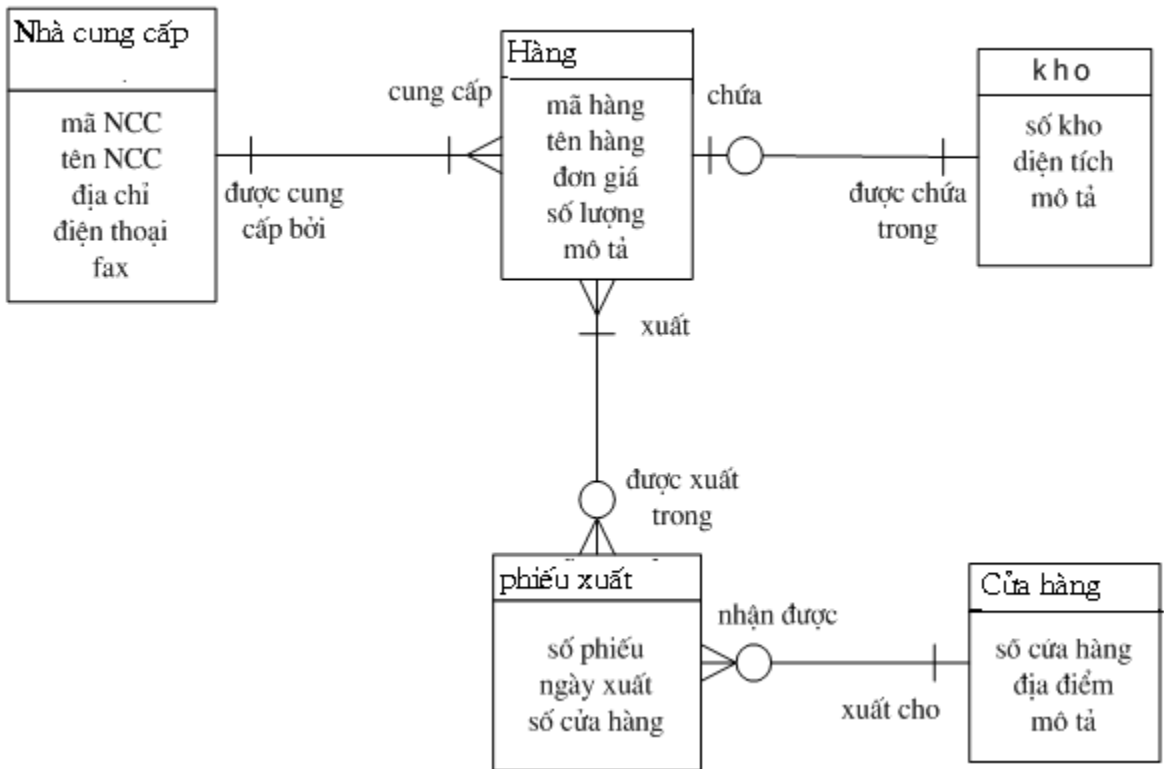 Nhà cung cấp
mã NCC
tên NCC
địa chỉ
điện thoại
fax
được cung
cấp bởi
cung cấp
Hàng
mã hàng
tên hàng
đơn giá
số lượng
mô tả
chứa
được chứa
trong
kho
số kho
diện tích
mô tả
xuất
được xuất
trong
phiếu xuất
số phiếu
ngày xuất
số cửa hàng
nhận được
xuất cho
Cửa hàng
số cửa hàng
địa điểm
mô tả